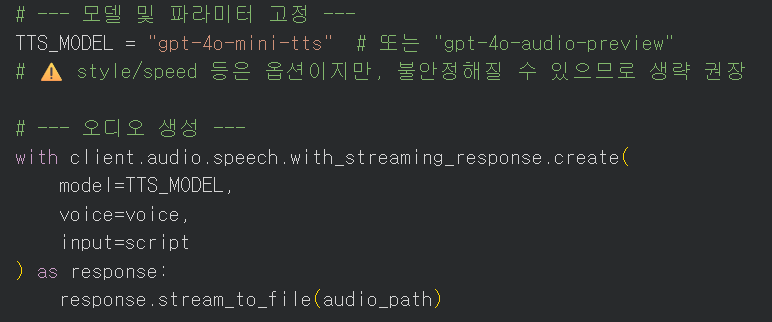 # --- 모델 및 파라미터 고정 ---
TTS_MODEL = "gpt-4o-mini-tts"  # 또는 "gpt-4o-audio-preview"
# ⚠️ style/speed 등은 옵션이지만, 불안정해질 수 있으므로 생략 권장

# --- 오디오 생성 ---
with client.audio.speech.with_streaming_response.create(
    model=TTS_MODEL,
    voice=voice,
    input=script
) as response:
    response.stream_to_file(audio_path)